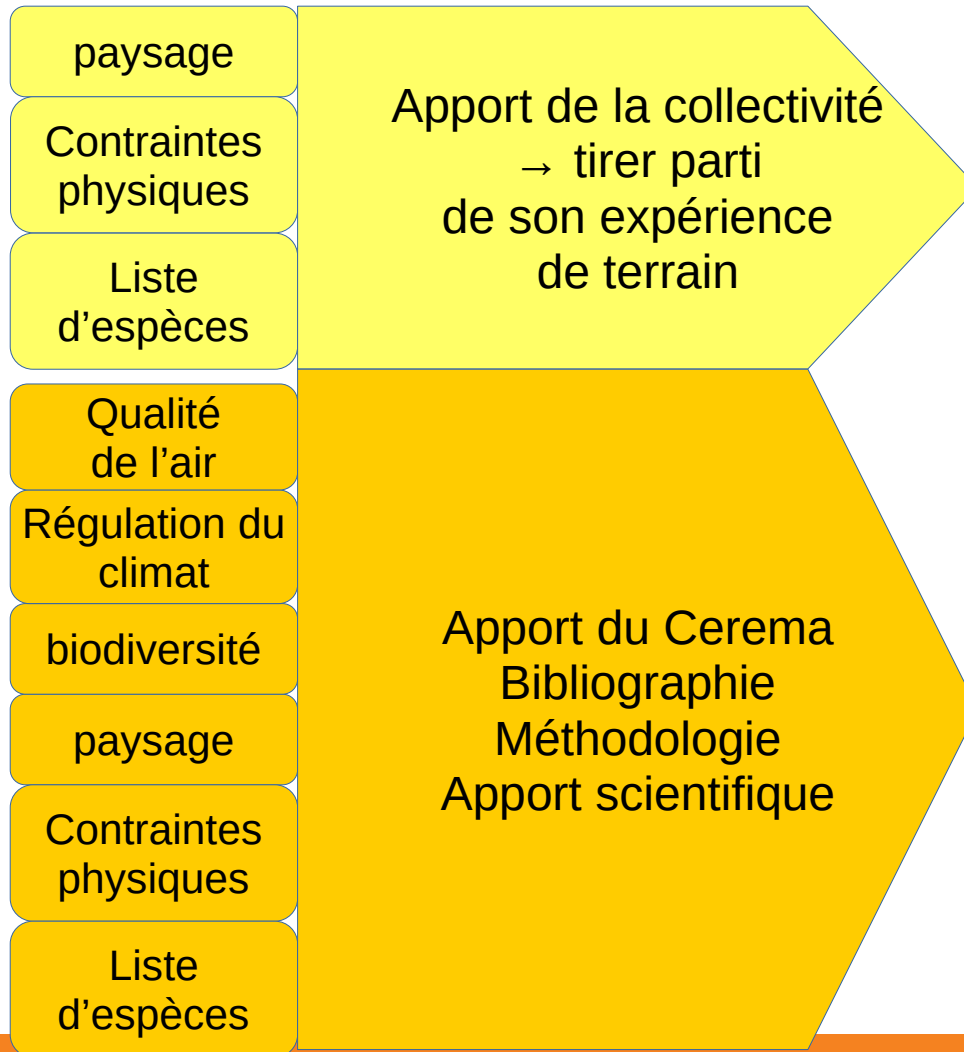 paysage
Contraintes
physiques
Liste
d’espèces
Apport de la collectivité
→ tirer parti
de son expérience
de terrain
Qualité
de l’air
Régulation du
climat
biodiversité
paysage
Contraintes
physiques
Liste
d’espèces
Apport du Cerema
Bibliographie
Méthodologie
Apport scientifique